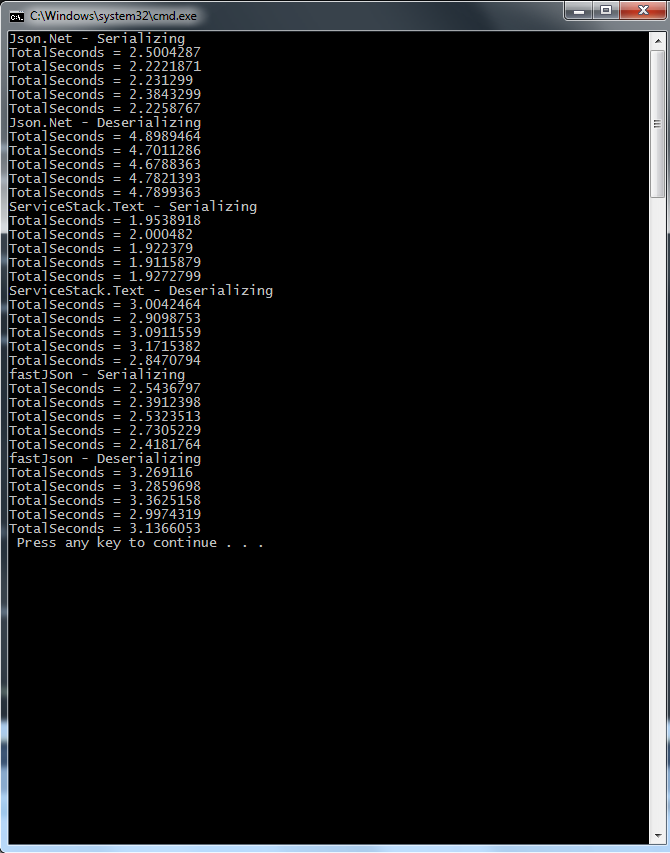 C:\Windows\system32\cmd.exe
Json.Net - Serializing
TotalSeconds = 2.5004287
TotalSeconds = 2.2221871
TotalSeconds = 2.231299
TotalSeconds = 2.3843299
TotalSeconds = 2.2258767
Json.Net - Deserializing
TotalSeconds = 4.8989464
TotalSeconds = 4.7011286
TotalSeconds = 4.6788363
TotalSeconds = 4.7821393
TotalSeconds = 4.7899363
ServiceStack.Text - Serializing
TotalSeconds = 1.9538918
TotalSeconds = 2.000482
TotalSeconds = 1.922379
TotalSeconds = 1.9115879
TotalSeconds = 1.9272799
ServiceStack.Text - Deserializing
TotalSeconds = 3.0042464
TotalSeconds = 2.9098753
TotalSeconds = 3.0911559
TotalSeconds = 3.1715382
TotalSeconds = 2.8470794
fastJSon - Serializing
TotalSeconds = 2.5436797
TotalSeconds = 2.3912398
TotalSeconds = 2.5323513
TotalSeconds = 2.7305229
TotalSeconds = 2.4181764
fastJson - Deserializing
TotalSeconds = 3.269116
TotalSeconds = 3.2859698
TotalSeconds = 3.3625158
TotalSeconds = 2.9974319
TotalSeconds = 3.1366053
Press any key to continue . . .